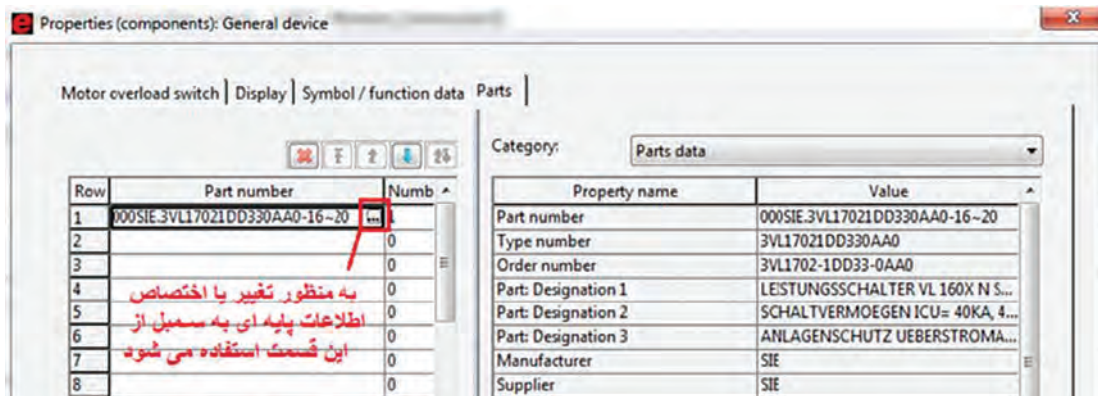 Properties (components): General device
Motor overload switch Display Symbol / function data Parts
Category: Parts data
Row Part number Numb
1 000SIE.3VL17021DD330AA0-16~20 ... 1
2 0
3 0
4 0
5 0
6 0
7 0
8 0
به منظور تغییر یا اختصاص
اطلاعات پایه ای به سمبل از
این قسمت استفاده می شود
Property name Value
Part number 000SIE.3VL17021DD330AA0-16~20
Type number 3VL17021DD330AA0
Order number 3VL1702-1DD33-0AA0
Part: Designation 1 LEISTUNGSSCHALTER VL 160X N S...
Part: Designation 2 SCHALTVERMOEGEN ICU= 40KA, 4...
Part: Designation 3 ANLAGENSCHUTZ UEBERSTROMA...
Manufacturer SIE
Supplier SIE